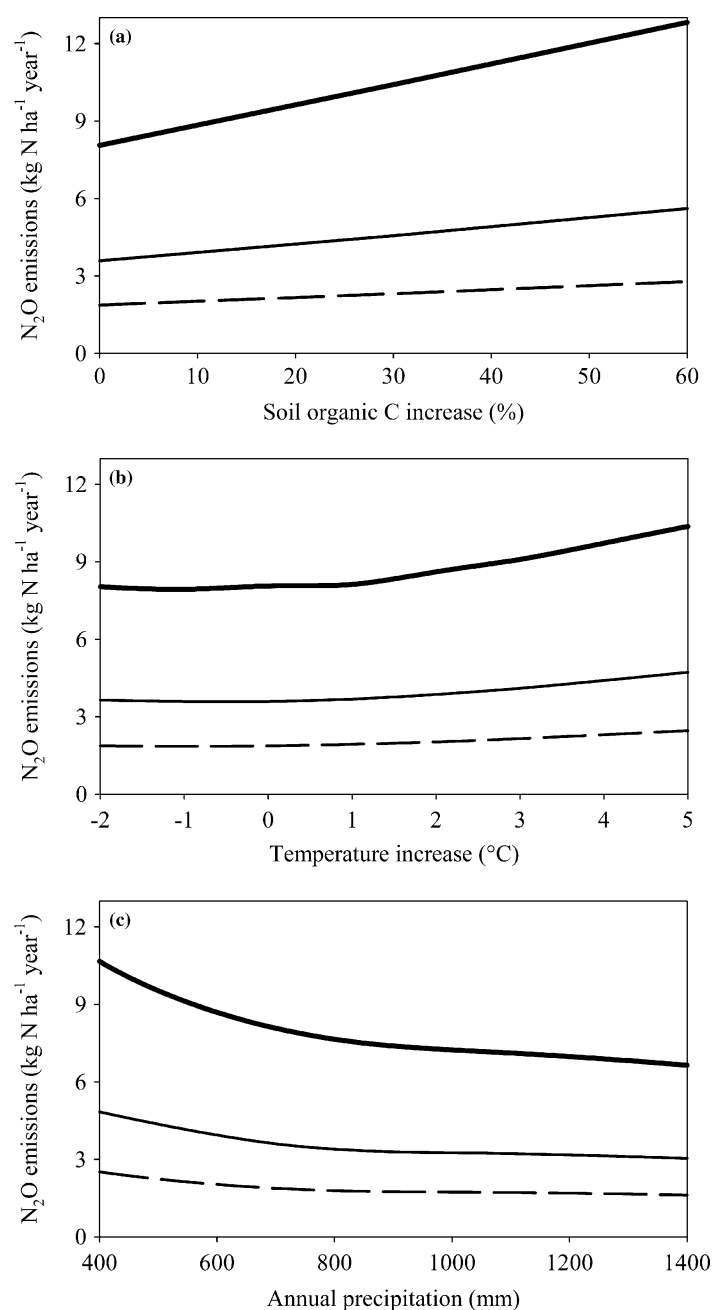 (a)
N₂O emissions (kg N ha⁻¹ year⁻¹)
12
9
6
3
0
0 10 20 30 40 50 60
Soil organic C increase (%)
(b)
N₂O emissions (kg N ha⁻¹ year⁻¹)
12
9
6
3
0
-2 -1 0 1 2 3 4 5
Temperature increase (°C)
(c)
N₂O emissions (kg N ha⁻¹ year⁻¹)
12
9
6
3
0
400 600 800 1000 1200 1400
Annual precipitation (mm)